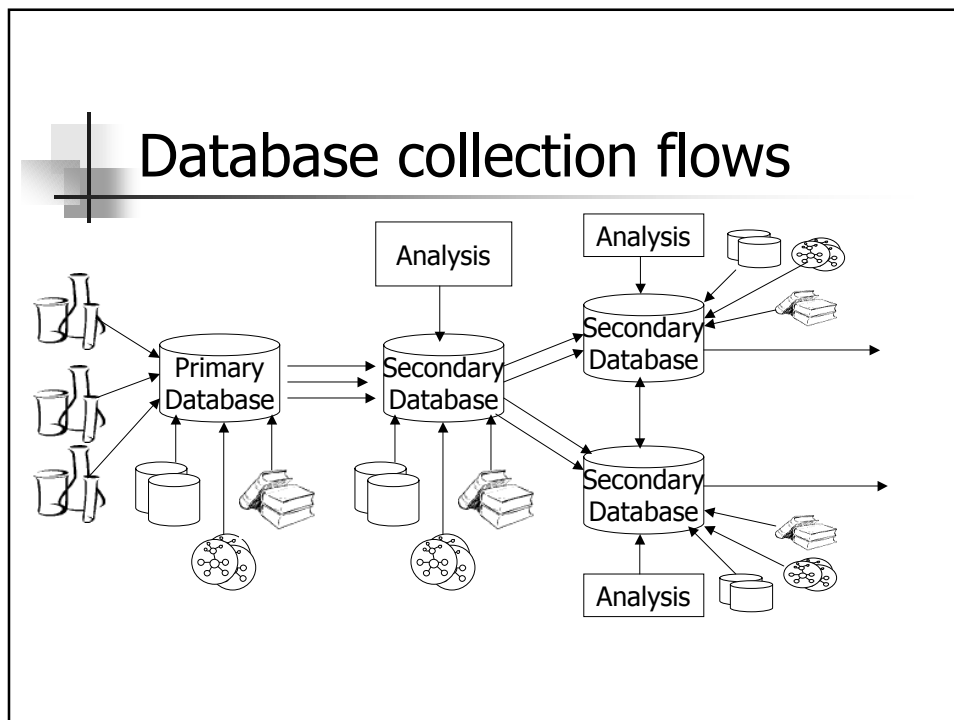 Database collection flows
Analysis
Analysis
Primary
Database
Secondary
Database
Secondary
Database
Secondary
Database
Analysis